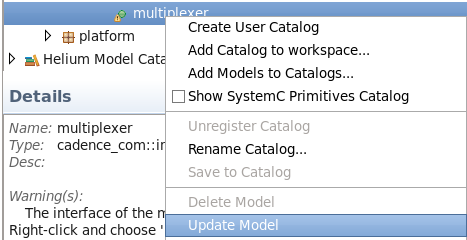 multiplexer
Create User Catalog
platform
Add Catalog to workspace...
Helium Model Cata
Add Models to Catalogs...
Details
Show SystemC Primitives Catalog
Name: multiplexer
Unregister Catalog
Type: cadence_com::ir
Rename Catalog...
Desc:
Save to Catalog
Warning(s):
Delete Model
The interface of the m
Update Model
Right-click and choose '